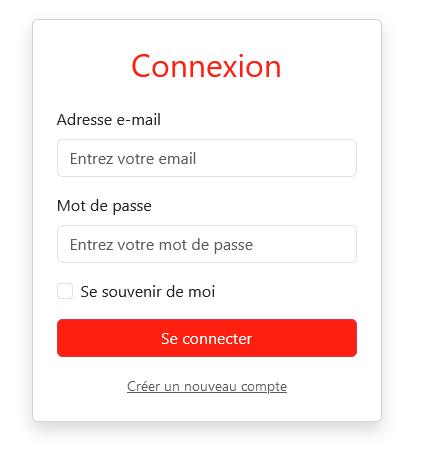 Connexion
Adresse e-mail
Entrez votre email
Mot de passe
Entrez votre mot de passe
Se souvenir de moi
Se connecter
Créer un nouveau compte